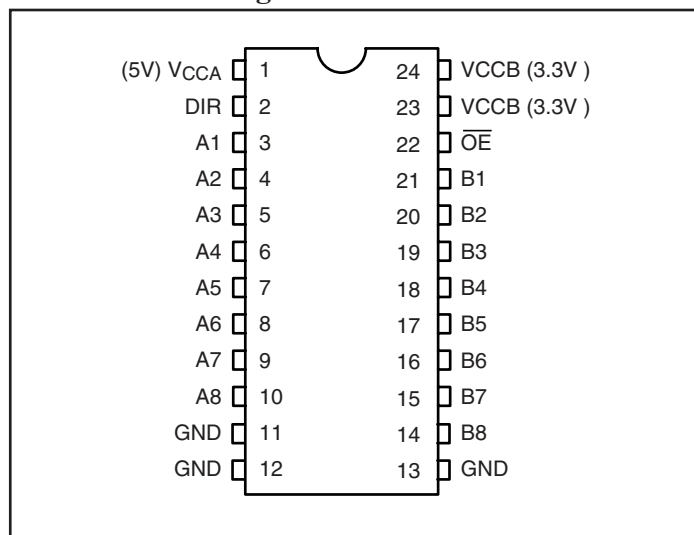 (5V) VCCA 1 24 VCCB (3.3V )
DIR 2 23 VCCB (3.3V )
A1 3 22 O̅E̅
A2 4 21 B1
A3 5 20 B2
A4 6 19 B3
A5 7 18 B4
A6 8 17 B5
A7 9 16 B6
A8 10 15 B7
GND 11 14 B8
GND 12 13 GND